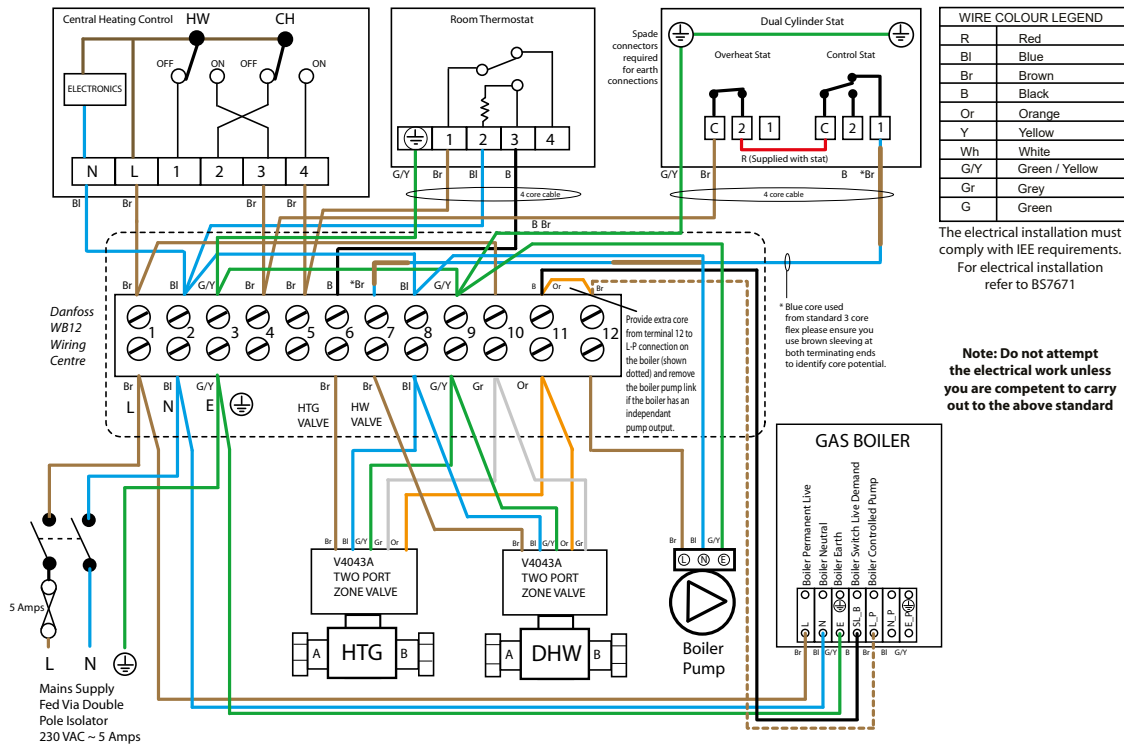 Central Heating Control
HW
CH
OFF
ON
OFF
ON
ELECTRONICS
N
L
1
2
3
4
Bl
Br
Br
Br
Room Thermostat
1
2
3
4
G/Y
Br
Bl
B
4 core cable
Spade
connectors
required
for earth
connections
Dual Cylinder Stat
Overheat Stat
Control Stat
C
2
1
C
2
1
R (Supplied with stat)
G/Y
Br
B
*Br
4 core cable
WIRE COLOUR LEGEND
R Red
Bl Blue
Br Brown
B Black
Or Orange
Y Yellow
Wh White
G/Y Green / Yellow
Gr Grey
G Green
The electrical installation must
comply with IEE requirements.
For electrical installation
refer to BS7671
Note: Do not attempt
the electrical work unless
you are competent to carry
out to the above standard
B Br
Br
Bl
G/Y
Br
Br
B
*Br
Bl
G/Y
B
Or
Br
Danfoss
WB12
Wiring
Centre
1
2
3
4
5
6
7
8
9
10
11
12
Provide extra core
from terminal 12 to
L-P connection on
the boiler (shown
dotted) and remove
the boiler pump link
if the boiler has an
independant
pump output.
* Blue core used
from standard 3 core
flex please ensure you
use brown sleeving at
both terminating ends
to identify core potential.
Br
Bl
G/Y
Br
Br
Bl
G/Y
Gr
Or
L
N
E
HTG
VALVE
HW
VALVE
5 Amps
L
N
Mains Supply
Fed Via Double
Pole Isolator
230 VAC ~ 5 Amps
Br
Bl
G/Y
Gr
Or
V4043A
TWO PORT
ZONE VALVE
A
HTG
B
Br
Bl
G/Y
Or
Gr
V4043A
TWO PORT
ZONE VALVE
A
DHW
B
Br
Bl
G/Y
L
N
E
Boiler
Pump
GAS BOILER
Boiler Permanent Live
Boiler Neutral
Boiler Earth
Boiler Switch Live Demand
Boiler Controlled Pump
L
N
E
SL_B
L_P
N_P
E_P
Br
Bl
G/Y
B
Br
Bl
G/Y